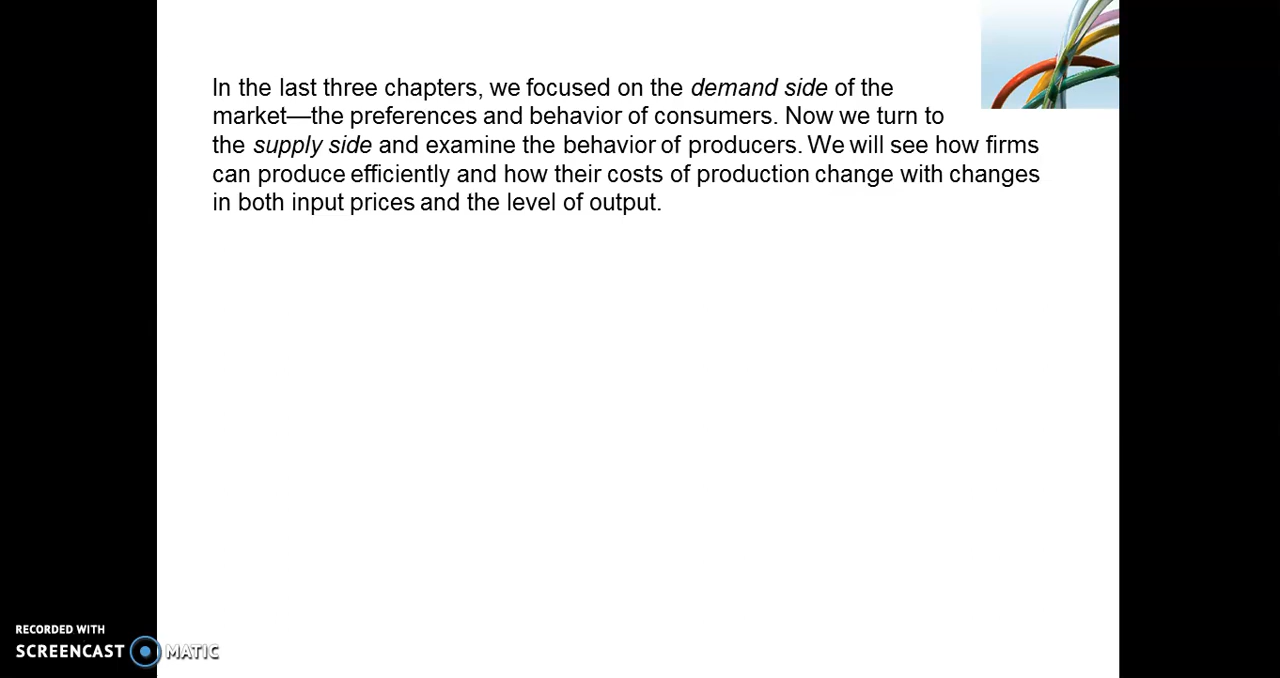 In the last three chapters, we focused on the demand side of the
market—the preferences and behavior of consumers. Now we turn to
the supply side and examine the behavior of producers. We will see how firms
can produce efficiently and how their costs of production change with changes
in both input prices and the level of output.
RECORDED WITH
SCREENCAST MATIC